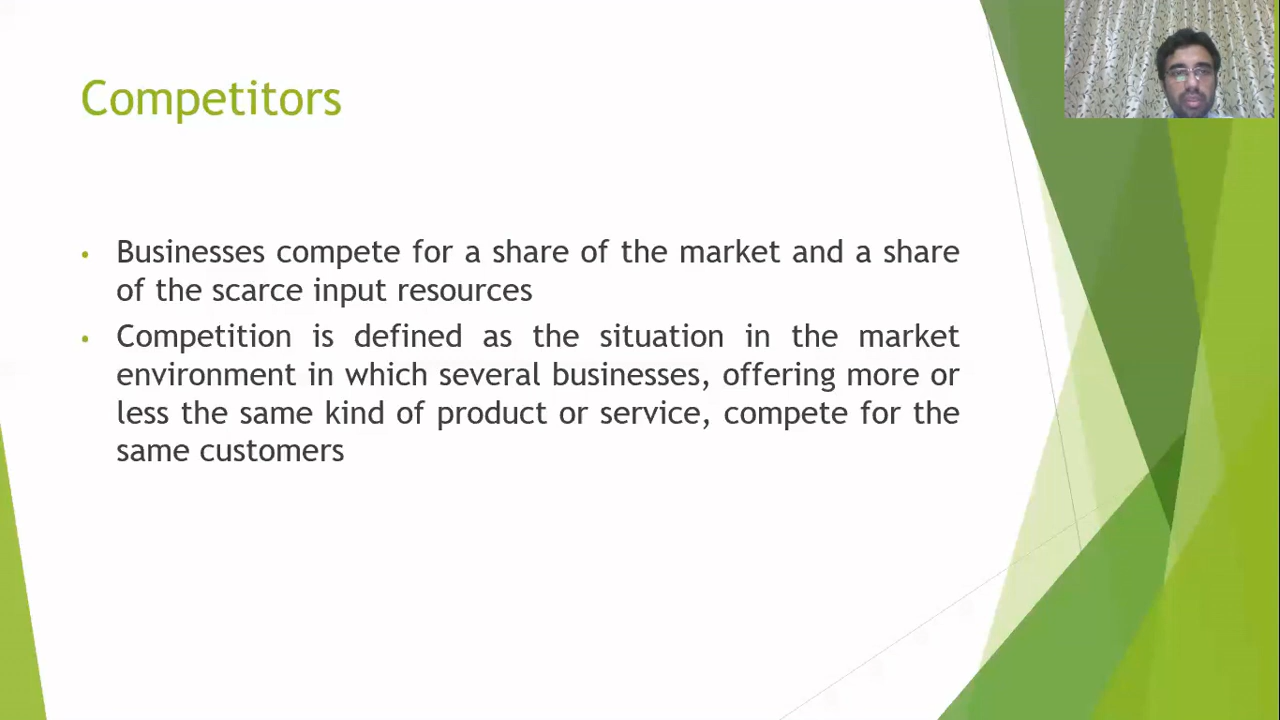 Competitors
Businesses compete for a share of the market and a share
of the scarce input resources
Competition is defined as the situation in the market
environment in which several businesses, offering more or
less the same kind of product or service, compete for the
same customers